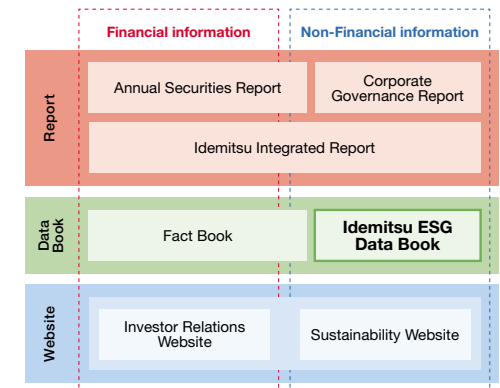 Financial information
Non-Financial information
Report
Annual Securities Report
Corporate
Governance Report
Idemitsu Integrated Report
Data
Book
Fact Book
Idemitsu ESG
Data Book
Website
Investor Relations
Website
Sustainability Website